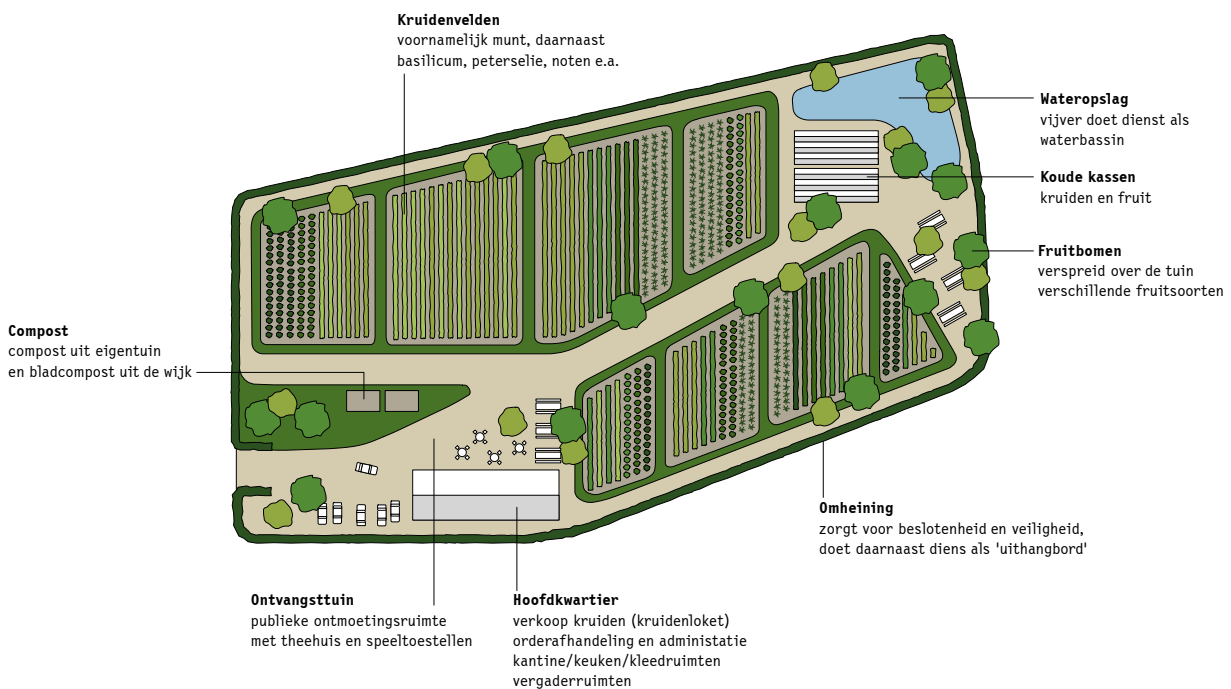 Kruidenvelden
voornamelijk munt, daarnaast
basilicum, peterselie, noten e.a.
Wateropslag
vijver doet dienst als
waterbassin
Koude kassen
kruiden en fruit
Fruitbomen
verspreid over de tuin
verschillende fruitsoorten
Compost
compost uit eigentuin
en bladcompost uit de wijk
Omheining
zorgt voor beslotenheid en veiligheid,
doet daarnaast diens als 'uithangbord'
Ontvangsttuin
publieke ontmoetingsruimte
met theehuis en speeltoestellen
Hoofdkwartier
verkoop kruiden (kruidenloket)
orderafhandeling en administatie
kantine/keuken/kleedruimten
vergaderruimten